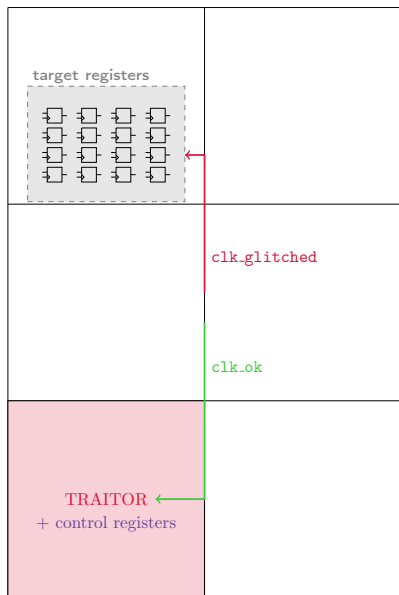 target registers
clk_glitched
clk_ok
TRAITOR
+ control registers